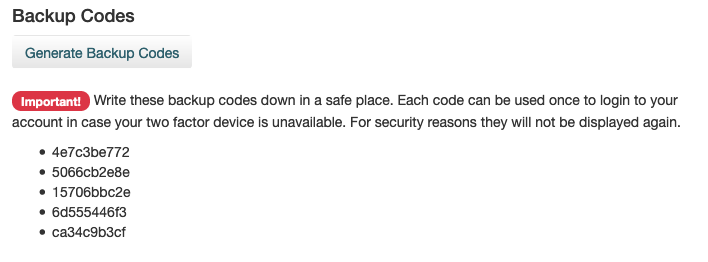 Backup Codes
Generate Backup Codes
Important! Write these backup codes down in a safe place. Each code can be used once to login to your
account in case your two factor device is unavailable. For security reasons they will not be displayed again.
4e7c3be772
5066cb2e8e
15706bbc2e
6d555446f3
ca34c9b3cf